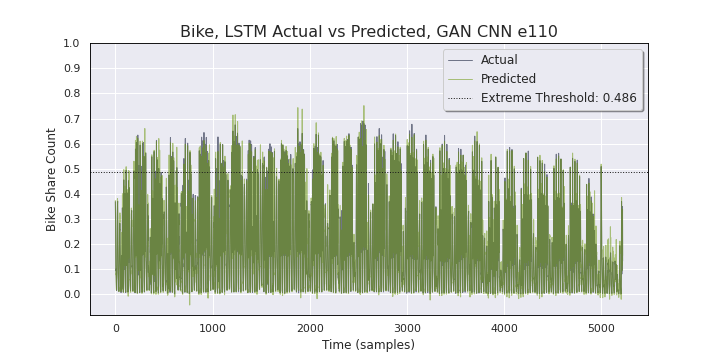 Bike, LSTM Actual vs Predicted, GAN CNN e110
1.0
0.9
0.8
0.7
0.6
0.5
0.4
0.3
0.2
0.1
0.0
Bike Share Count
Actual
Predicted
Extreme Threshold: 0.486
0 1000 2000 3000 4000 5000
Time (samples)